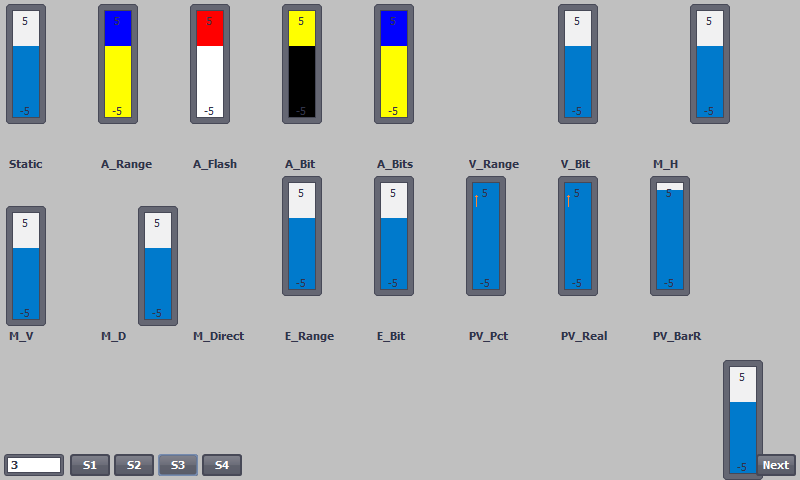 5 5 5 5 5 5 5
-5 -5 -5 -5 -5 -5 -5
Static A_Range A_Flash A_Bit A_Bits V_Range V_Bit M_H
5 5 5 5 5
5 5
-5 -5 -5 -5 -5
-5 -5
M_V M_D M_Direct E_Range E_Bit PV_Pct PV_Real PV_BarR
5
3 S1 S2 S3 S4 -5 Next